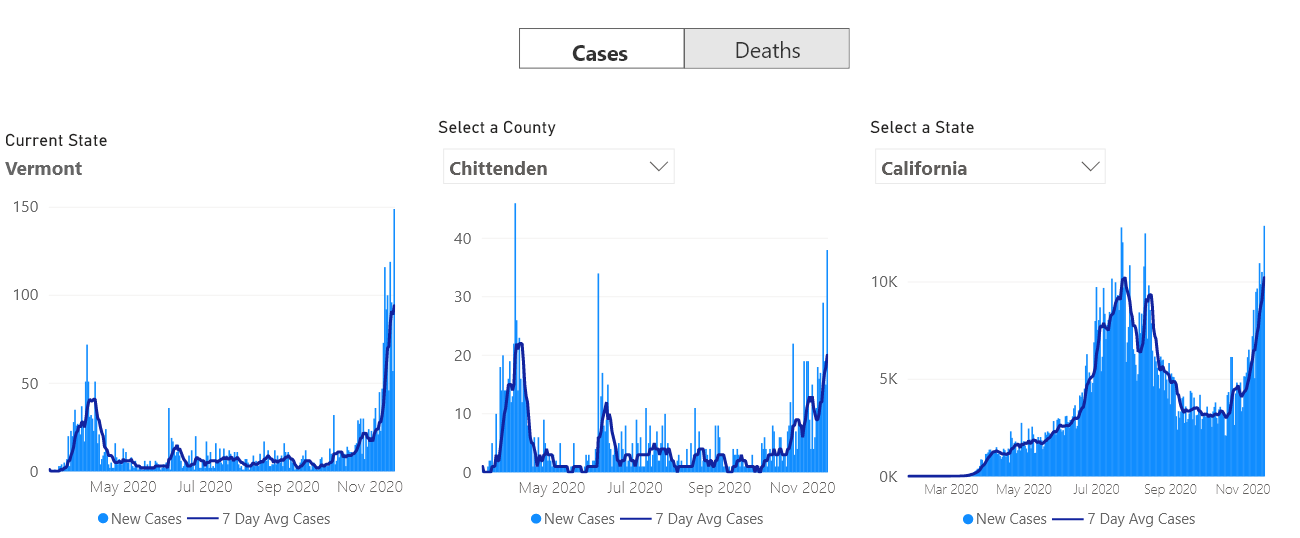 Cases Deaths
Current State
Vermont
150
100
50
0
May 2020 Jul 2020 Sep 2020 Nov 2020
New Cases 7 Day Avg Cases
Select a County
Chittenden
40
30
20
10
0
May 2020 Jul 2020 Sep 2020 Nov 2020
New Cases 7 Day Avg Cases
Select a State
California
10K
5K
0K
Mar 2020 May 2020 Jul 2020 Sep 2020 Nov 2020
New Cases 7 Day Avg Cases